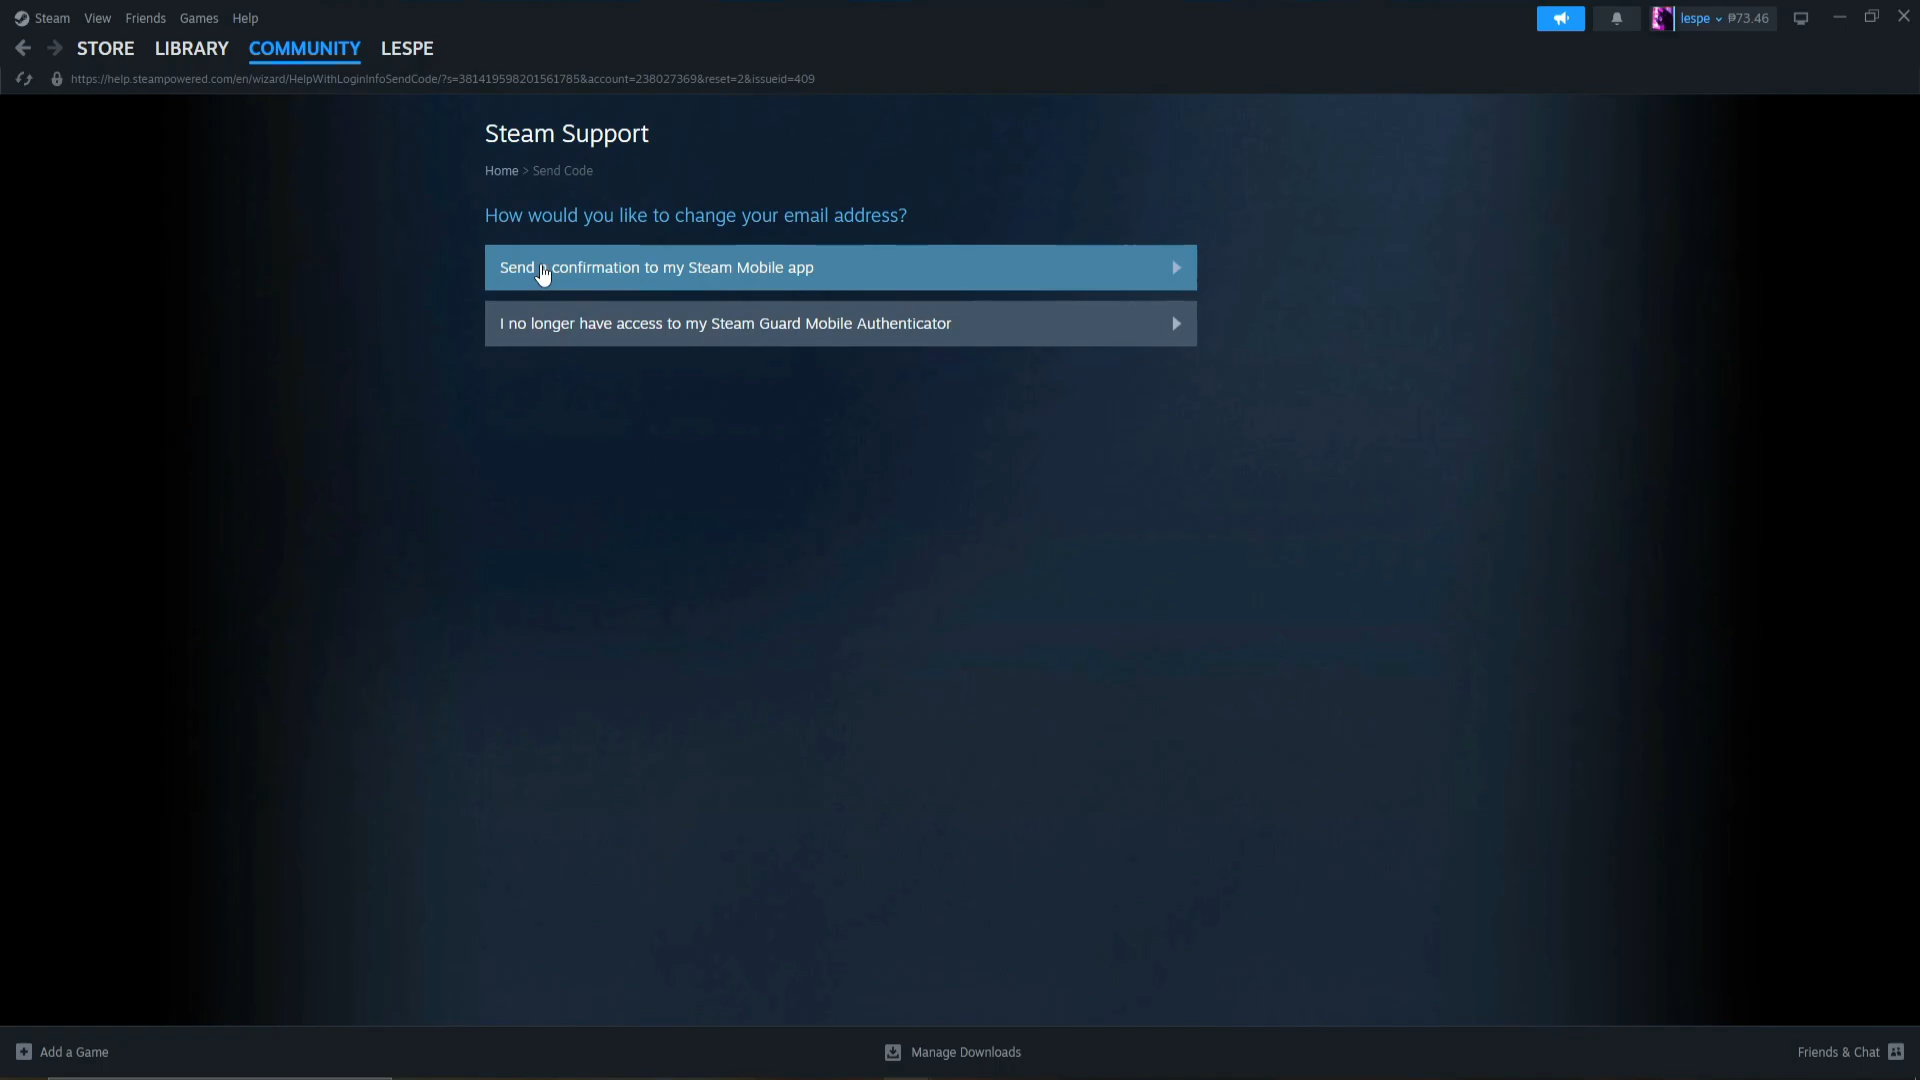 Steam View Friends Games Help
lespe ₱73.46
STORE LIBRARY COMMUNITY LESPE
https://help.steampowered.com/en/wizard/HelpWithLoginInfoSendCode/?s=381419598201561785&account=238027369&reset=2&issueid=409
Steam Support
Home > Send Code
How would you like to change your email address?
Send a confirmation to my Steam Mobile app
I no longer have access to my Steam Guard Mobile Authenticator
Add a Game
Manage Downloads
Friends & Chat